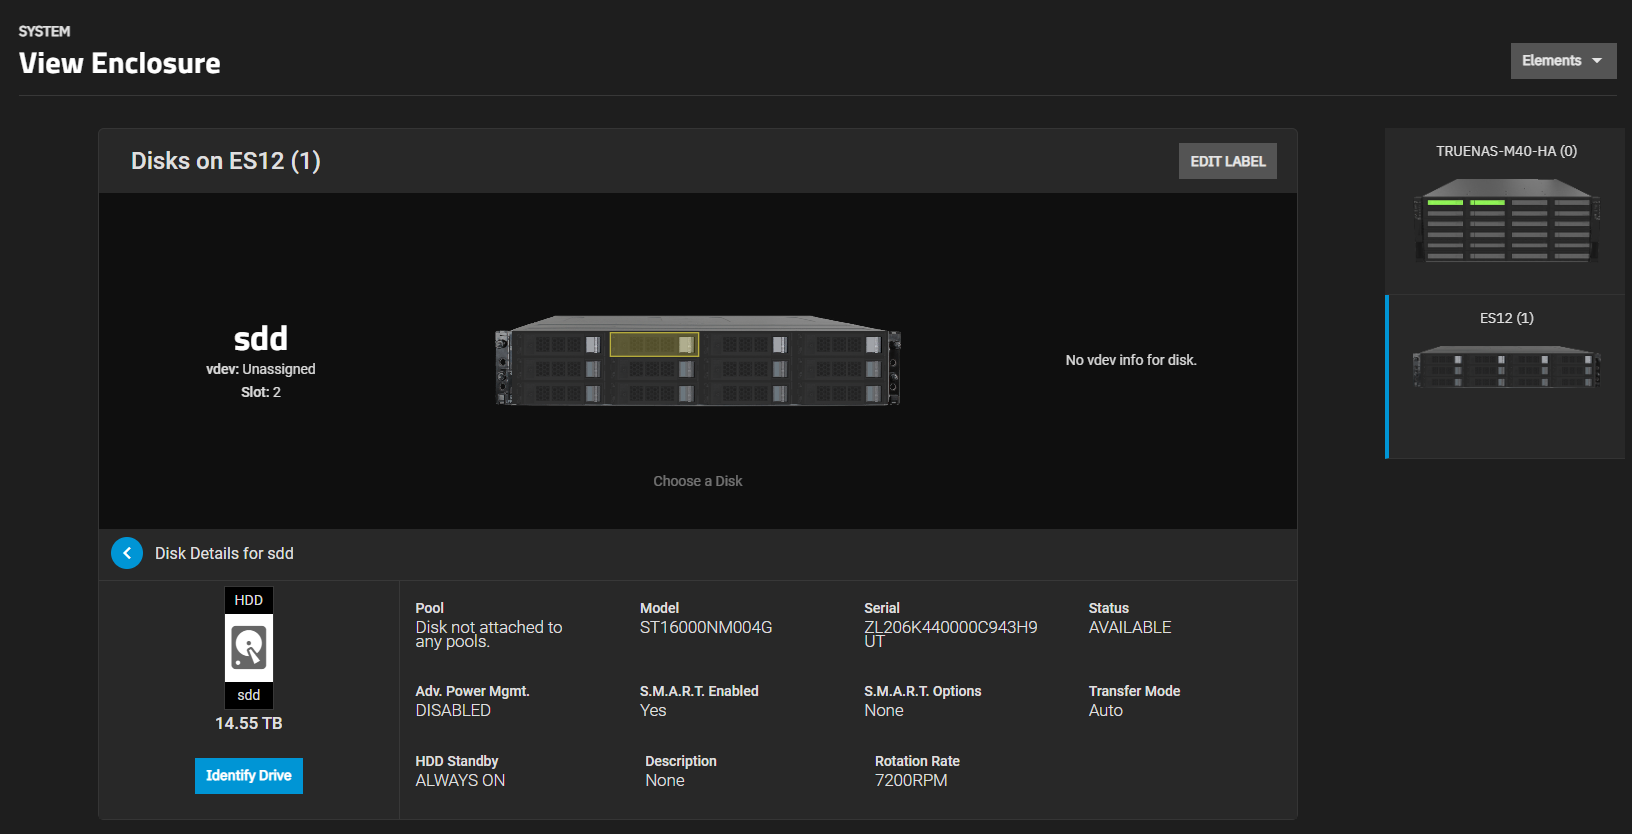 SYSTEM
View Enclosure
Elements
Disks on ES12 (1)
EDIT LABEL
TRUENAS-M40-HA (0)
ES12 (1)
sdd
vdev: Unassigned
Slot: 2
No vdev info for disk.
Choose a Disk
Disk Details for sdd
HDD
sdd
14.55 TB
Identify Drive
Pool
Disk not attached to
any pools.
Model
ST16000NM004G
Serial
ZL206K440000C943H9
UT
Status
AVAILABLE
Adv. Power Mgmt.
DISABLED
S.M.A.R.T. Enabled
Yes
S.M.A.R.T. Options
None
Transfer Mode
Auto
HDD Standby
ALWAYS ON
Description
None
Rotation Rate
7200RPM